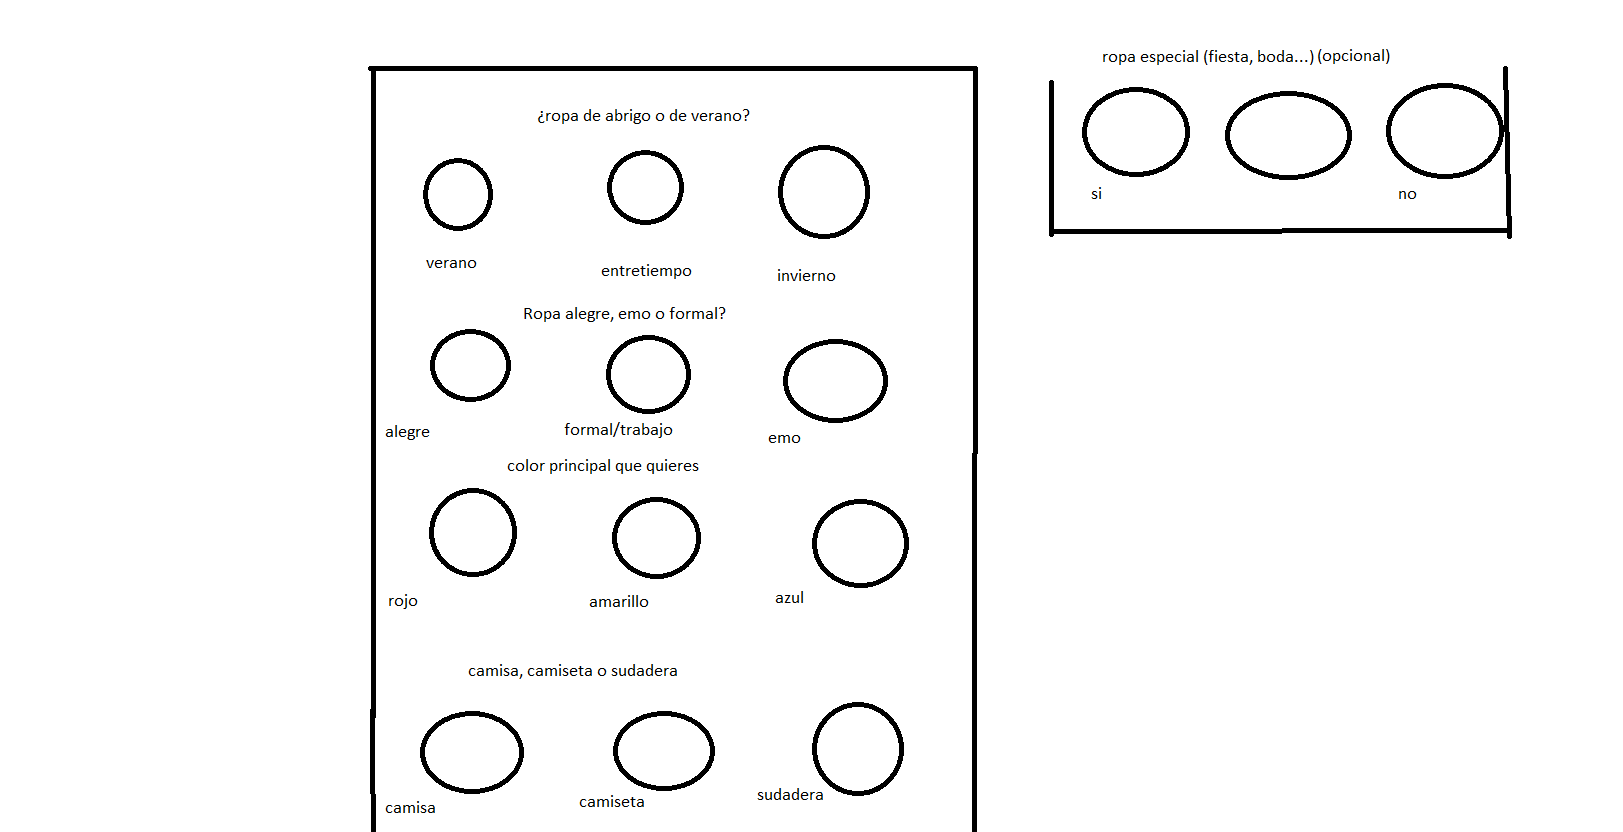 ¿ropa de abrigo o de verano?
verano
entretiempo
invierno
Ropa alegre, emo o formal?
alegre
formal/trabajo
emo
color principal que quieres
rojo
amarillo
azul
camisa, camiseta o sudadera
camisa
camiseta
sudadera
ropa especial (fiesta, boda...) (opcional)
si
no